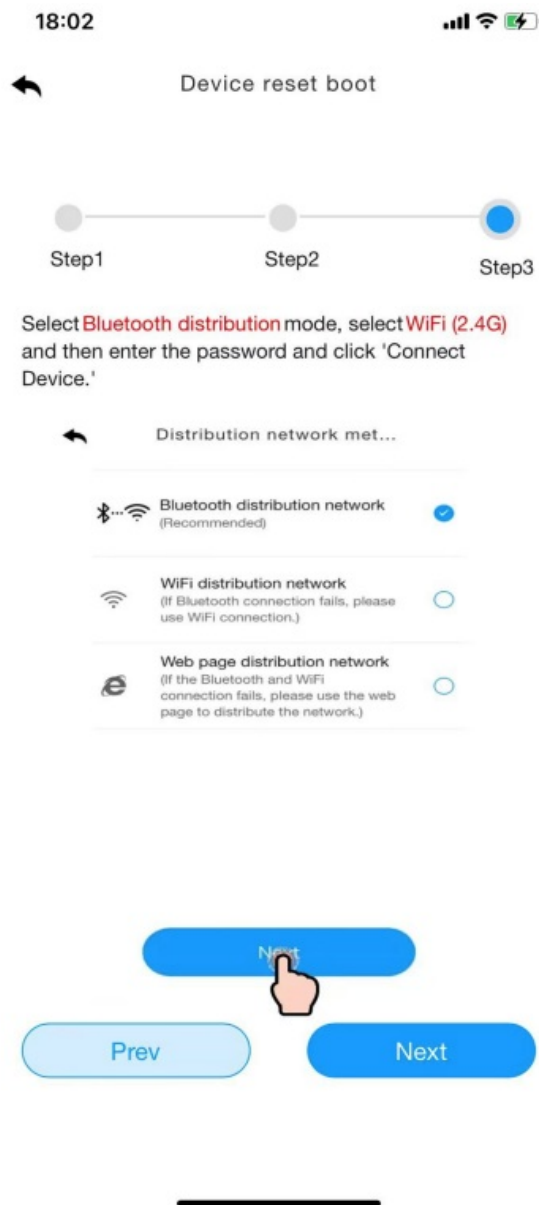 18:02
Device reset boot
Step1
Step2
Step3
Select Bluetooth distribution mode, select WiFi (2.4G)
and then enter the password and click 'Connect
Device.'
Distribution network met...
Bluetooth distribution network
(Recommended)
WiFi distribution network
(If Bluetooth connection fails, please
use WiFi connection.)
Web page distribution network
(If the Bluetooth and WiFi
connection fails, please use the web
page to distribute the network.)
Next
Prev
Next